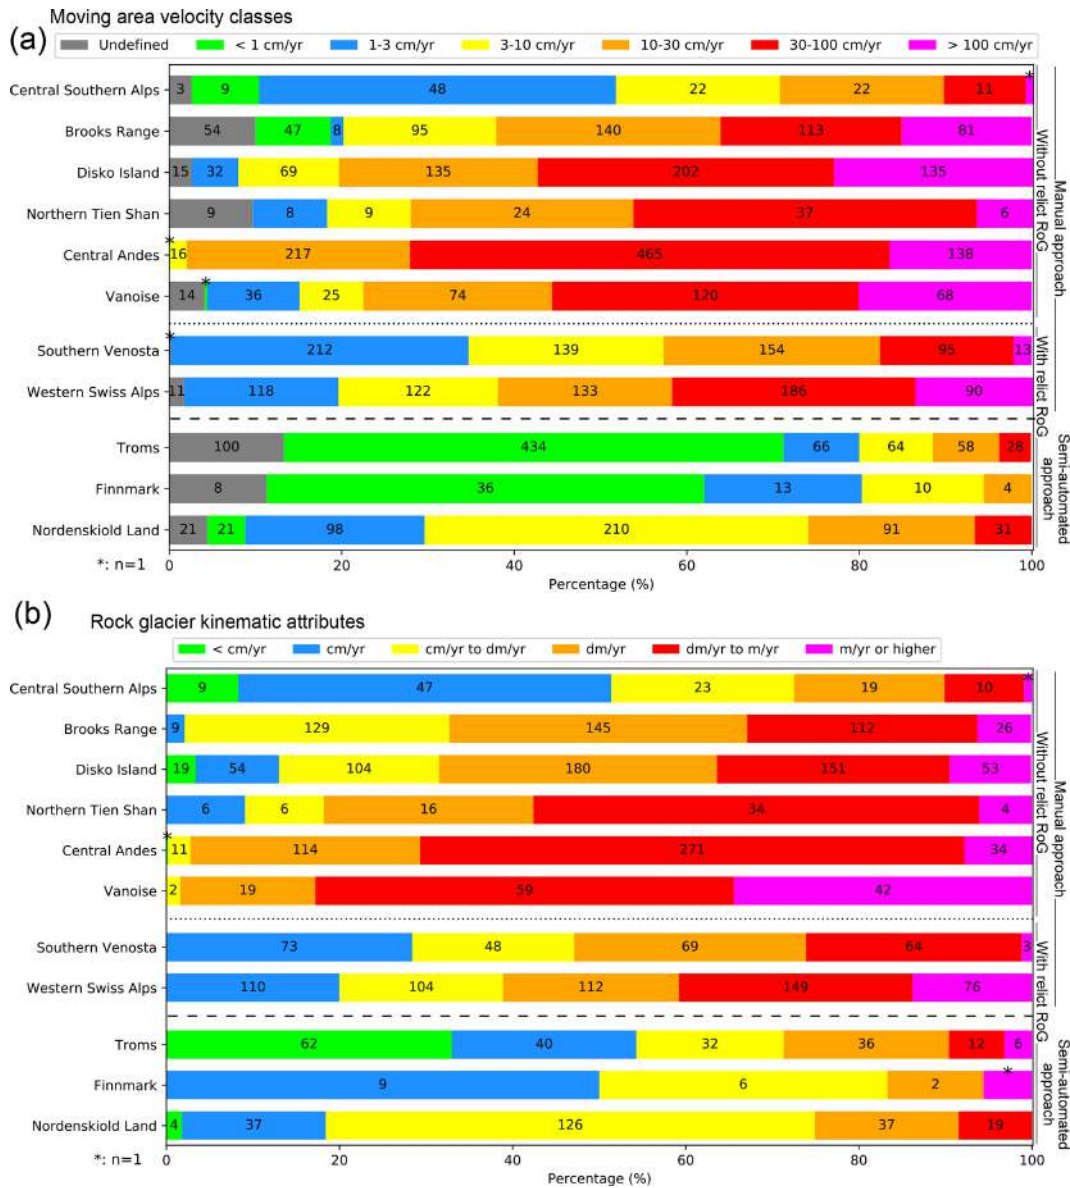 (a)
Moving area velocity classes
Undefined < 1 cm/yr 1-3 cm/yr 3-10 cm/yr 10-30 cm/yr 30-100 cm/yr > 100 cm/yr
Central Southern Alps 3 9 48 22 22 11 *
Brooks Range 54 47 8 95 140 113 81
Disko Island 15 32 69 135 202 135
Northern Tien Shan 9 8 9 24 37 6
Central Andes * 16 217 465 138
Vanoise 14 * 36 25 74 120 68
Southern Venosta * 212 139 154 95 13
Western Swiss Alps 11 118 122 133 186 90
Troms 100 434 66 64 58 28
Finnmark 8 36 13 10 4
Nordenskiold Land 21 21 98 210 91 31
Without relict RoG
With relict RoG
Manual approach
Semi-automated
approach
*: n=1
0 20 40 60 80 100
Percentage (%)
(b)
Rock glacier kinematic attributes
< cm/yr cm/yr cm/yr to dm/yr dm/yr dm/yr to m/yr m/yr or higher
Central Southern Alps 9 47 23 19 10 *
Brooks Range 9 129 145 112 26
Disko Island 19 54 104 180 151 53
Northern Tien Shan 6 6 16 34 4
Central Andes * 11 114 271 34
Vanoise 2 19 59 42
Southern Venosta 73 48 69 64 3
Western Swiss Alps 110 104 112 149 76
Troms 62 40 32 36 12 6
Finnmark 9 6 2 *
Nordenskiold Land 4 37 126 37 19
Without relict RoG
With relict RoG
Manual approach
Semi-automated
approach
*: n=1
0 20 40 60 80 100
Percentage (%)